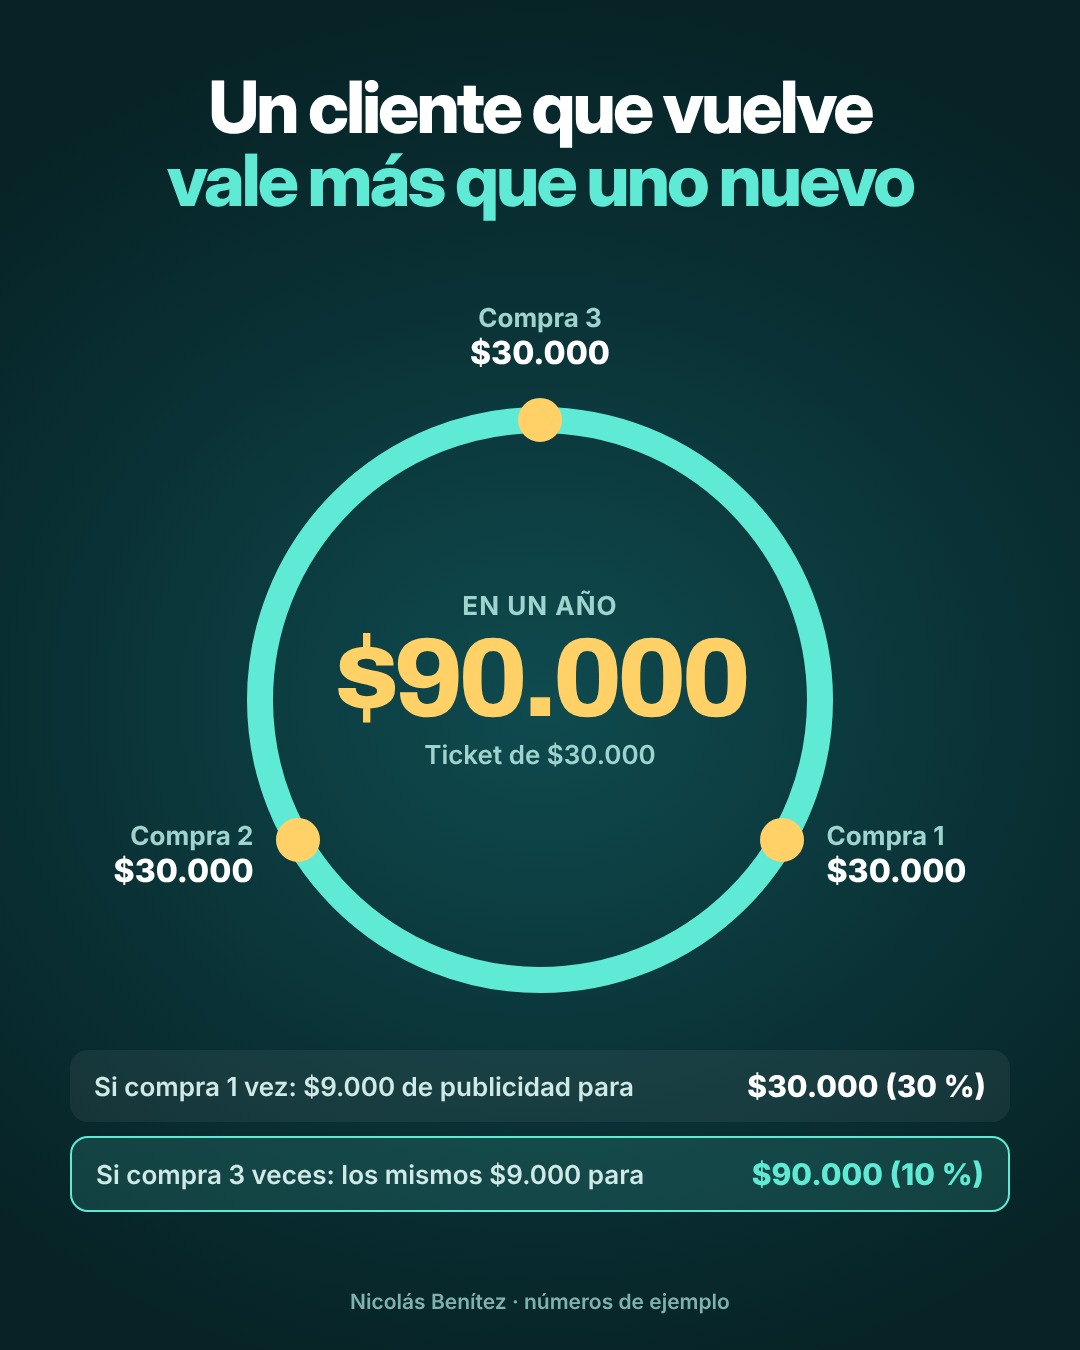 Un cliente que vuelve
vale más que uno nuevo
Compra 3
$30.000
EN UN AÑO
$90.000
Ticket de $30.000
Compra 2
$30.000
Compra 1
$30.000
Si compra 1 vez: $9.000 de publicidad para $30.000 (30 %)
Si compra 3 veces: los mismos $9.000 para $90.000 (10 %)
Nicolás Benítez · números de ejemplo